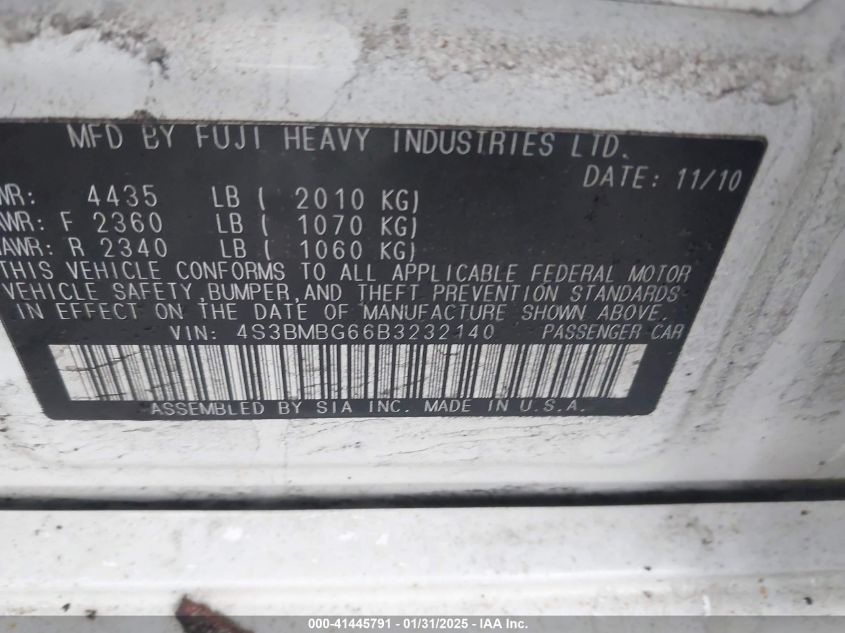 MFD BY FUJI HEAVY INDUSTRIES LTD.
DATE: 11/10
WR: 4435 LB ( 2010 KG)
AWR: F 2360 LB ( 1070 KG)
AWR: R 2340 LB ( 1060 KG)
THIS VEHICLE CONFORMS TO ALL APPLICABLE FEDERAL MOTOR
VEHICLE SAFETY,BUMPER,AND THEFT PREVENTION STANDARDS
IN EFFECT ON THE DATE OF MANUFACTURE SHOWN ABOVE.
VIN: 4S3BMBG66B3232140 PASSENGER CAR
ASSEMBLED BY SIA INC. MADE IN U.S.A.
000-41445791 - 01/31/2025 - IAA Inc.